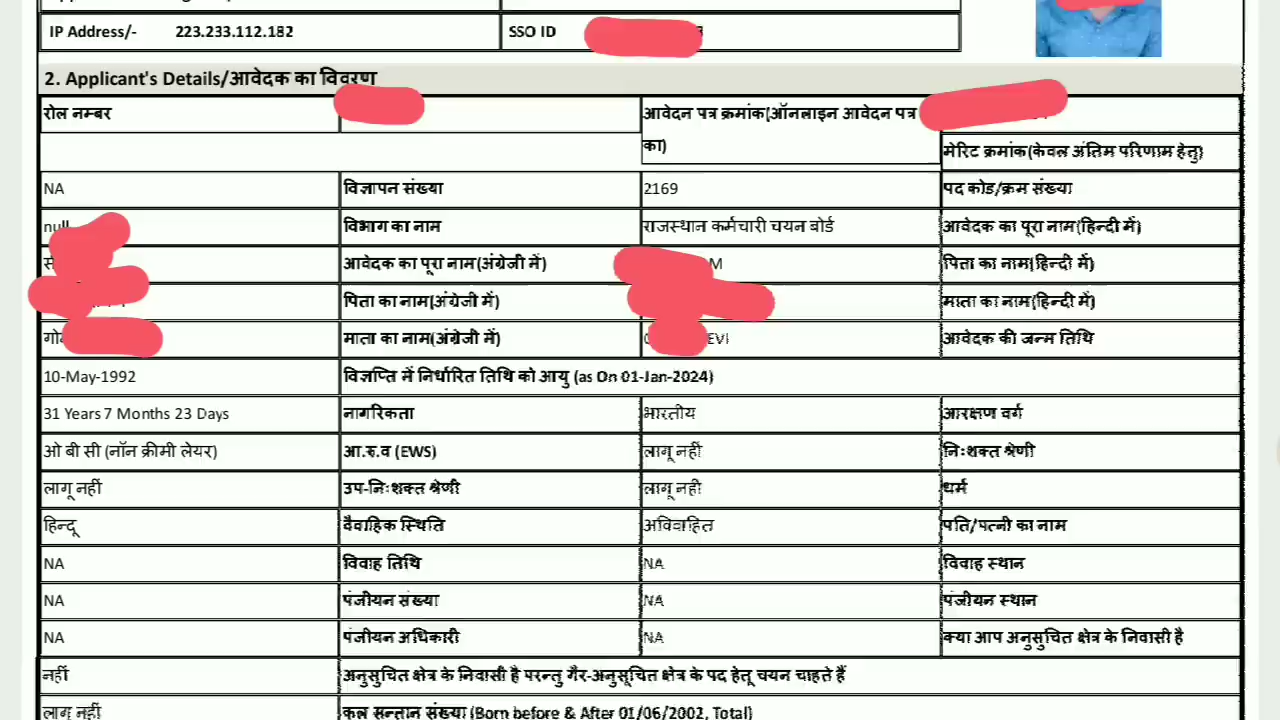 IP Address/- 223.233.112.182 SSO ID
2. Applicant's Details/आवेदक का विवरण
रोल नम्बर आवेदन पत्र क्रमांक(ऑनलाइन आवेदन पत्र
का) मेरिट क्रमांक(केवल अंतिम परिणाम हेतु)
NA विज्ञापन संख्या 2169 पद कोड/क्रम संख्या
null विभाग का नाम राजस्थान कर्मचारी चयन बोर्ड आवेदक का पूरा नाम(हिन्दी में)
आवेदक का पूरा नाम(अंग्रेजी में) M पिता का नाम(हिन्दी में)
पिता का नाम(अंग्रेजी में) माता का नाम(हिन्दी में)
गो माता का नाम(अंग्रेजी में) EVI आवेदक की जन्म तिथि
10-May-1992 विज्ञप्ति में निर्धारित तिथि को आयु (as On 01-Jan-2024)
31 Years 7 Months 23 Days नागरिकता भारतीय आरक्षण वर्ग
ओ बी सी (नॉन क्रीमी लेयर) आ.रु.व (EWS) लागू नहीं निःशक्त श्रेणी
लागू नहीं उप-निःशक्त श्रेणी लागू नही धर्म
हिन्दू वैवाहिक स्थिति अविवाहित पति/पत्नी का नाम
NA विवाह तिथि NA विवाह स्थान
NA पंजीयन संख्या NA पंजीयन स्थान
NA पंजीयन अधिकारी NA क्या आप अनुसुचित क्षेत्र के निवासी है
नहीं अनुसुचित क्षेत्र के निवासी है परन्तु गैर-अनुसूचित क्षेत्र के पद हेतू चयन चाहते हैं
लागू नहीं कुल सन्तान संख्या (Born before & After 01/06/2002, Total)